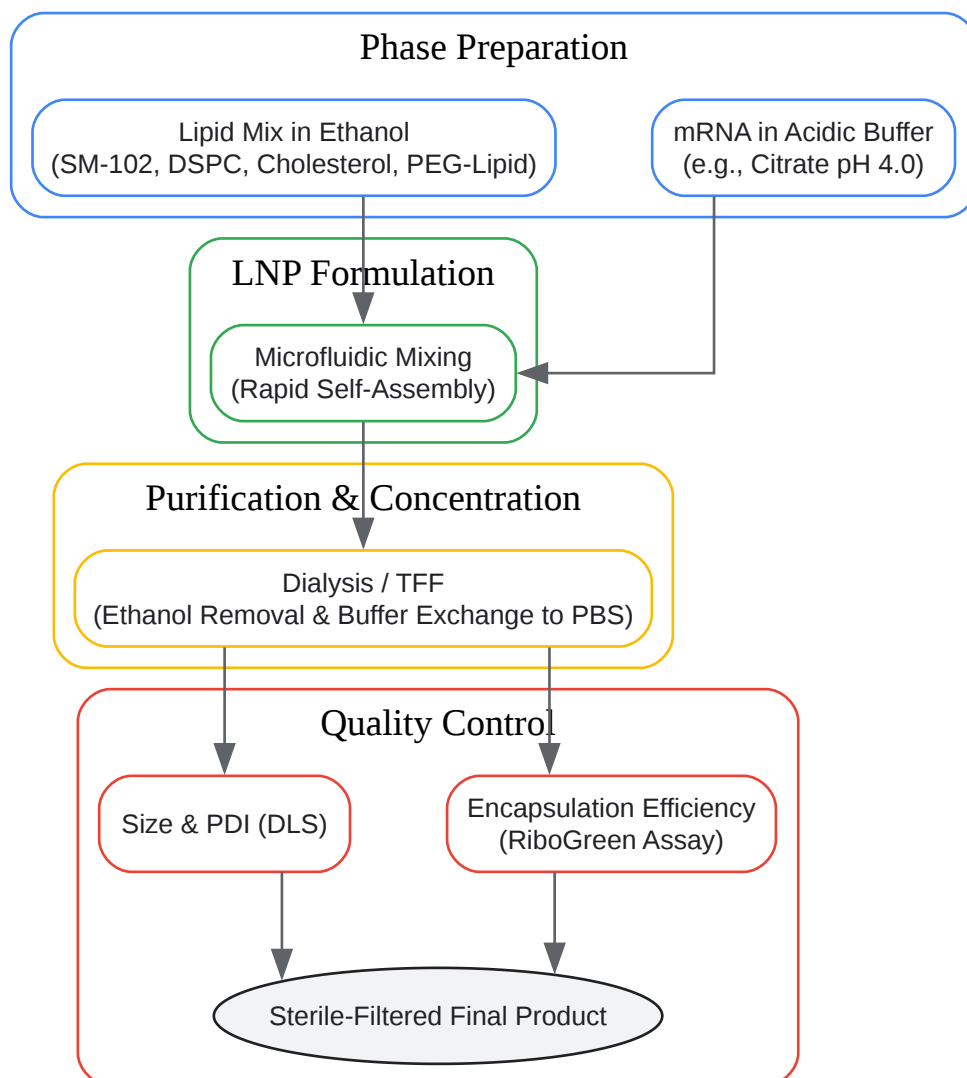 Phase Preparation
Lipid Mix in Ethanol
(SM-102, DSPC, Cholesterol, PEG-Lipid)
mRNA in Acidic Buffer
(e.g., Citrate pH 4.0)
LNP Formulation
Microfluidic Mixing
(Rapid Self-Assembly)
Purification & Concentration
Dialysis / TFF
(Ethanol Removal & Buffer Exchange to PBS)
Quality Control
Size & PDI (DLS)
Encapsulation Efficiency
(RiboGreen Assay)
Sterile-Filtered Final Product